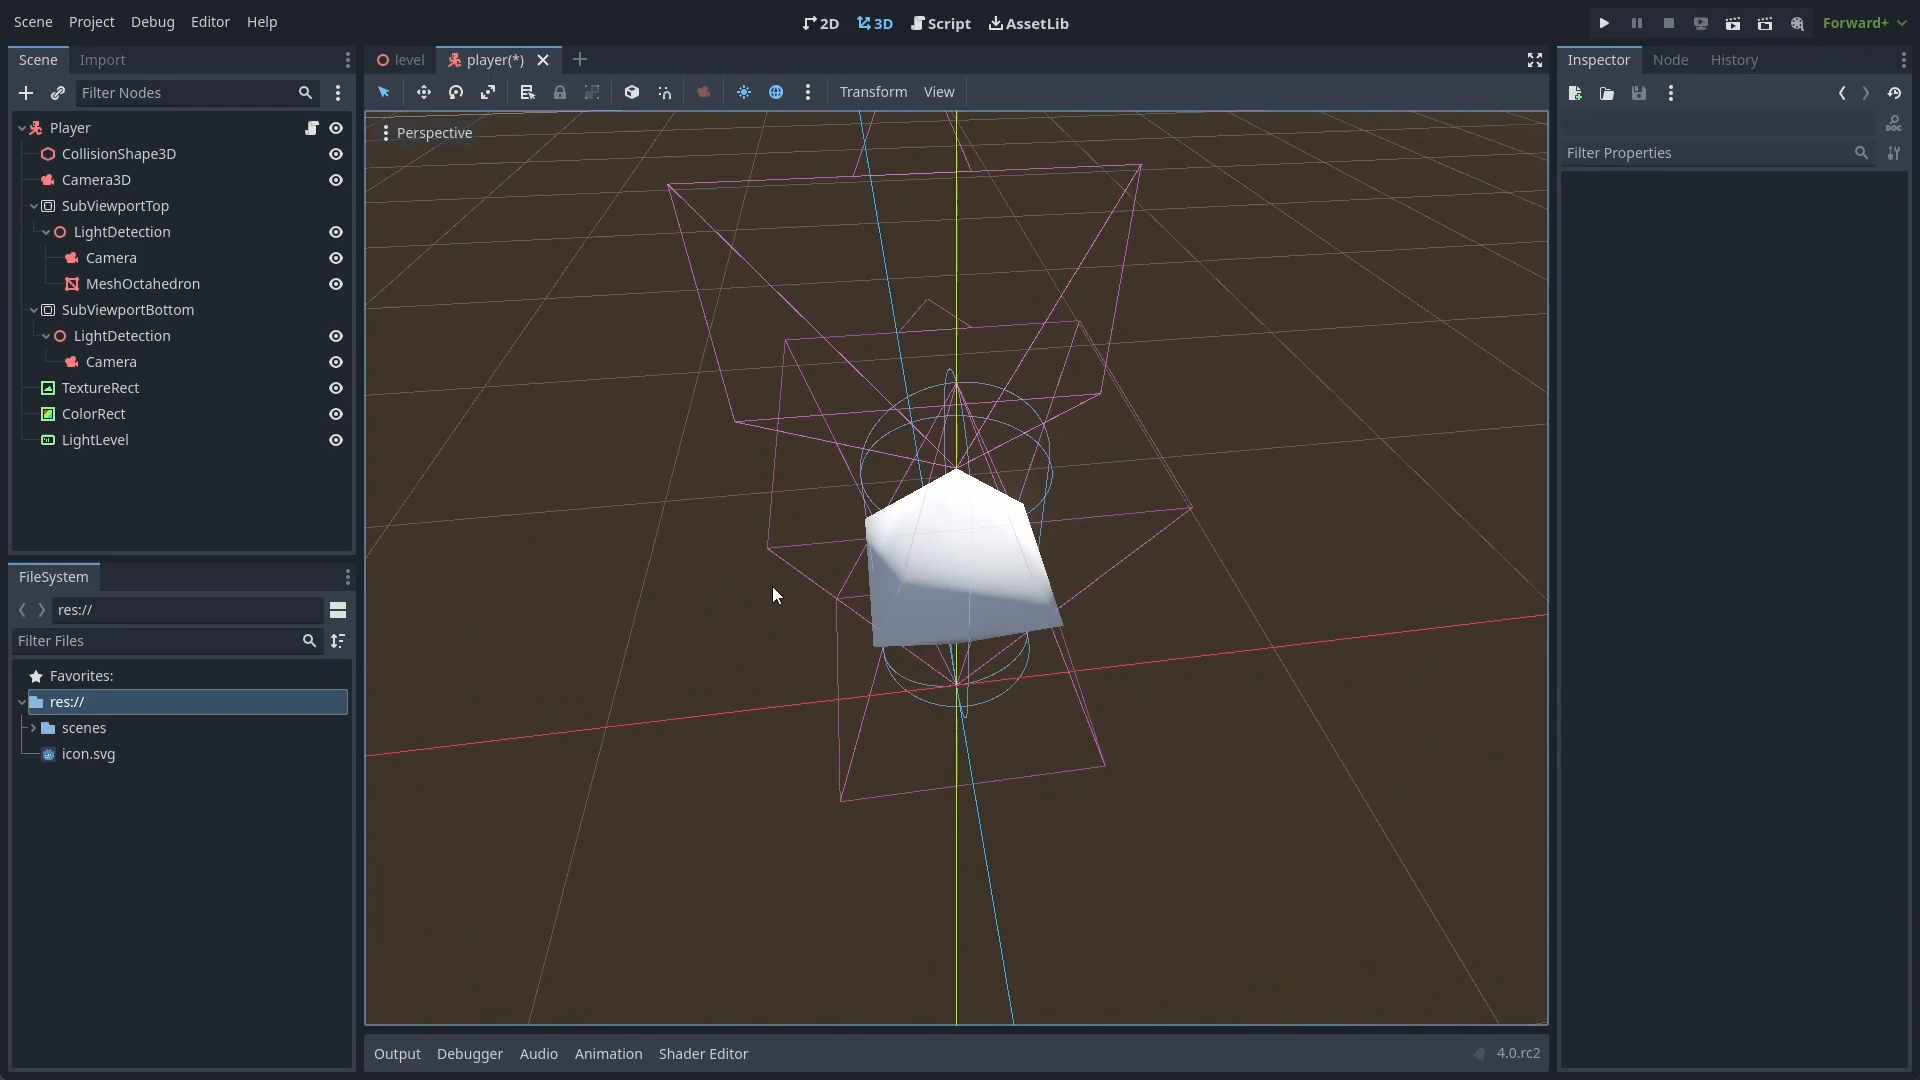 Scene Project Debug Editor Help
2D 3D Script AssetLib
Forward+
Scene Import
Filter Nodes
Player
CollisionShape3D
Camera3D
SubViewportTop
LightDetection
Camera
MeshOctahedron
SubViewportBottom
LightDetection
Camera
TextureRect
ColorRect
LightLevel
FileSystem
res://
Filter Files
Favorites:
res://
scenes
icon.svg
level player(*)
Transform View
Perspective
Output Debugger Audio Animation Shader Editor
4.0.rc2
Inspector Node History
DOC
Filter Properties